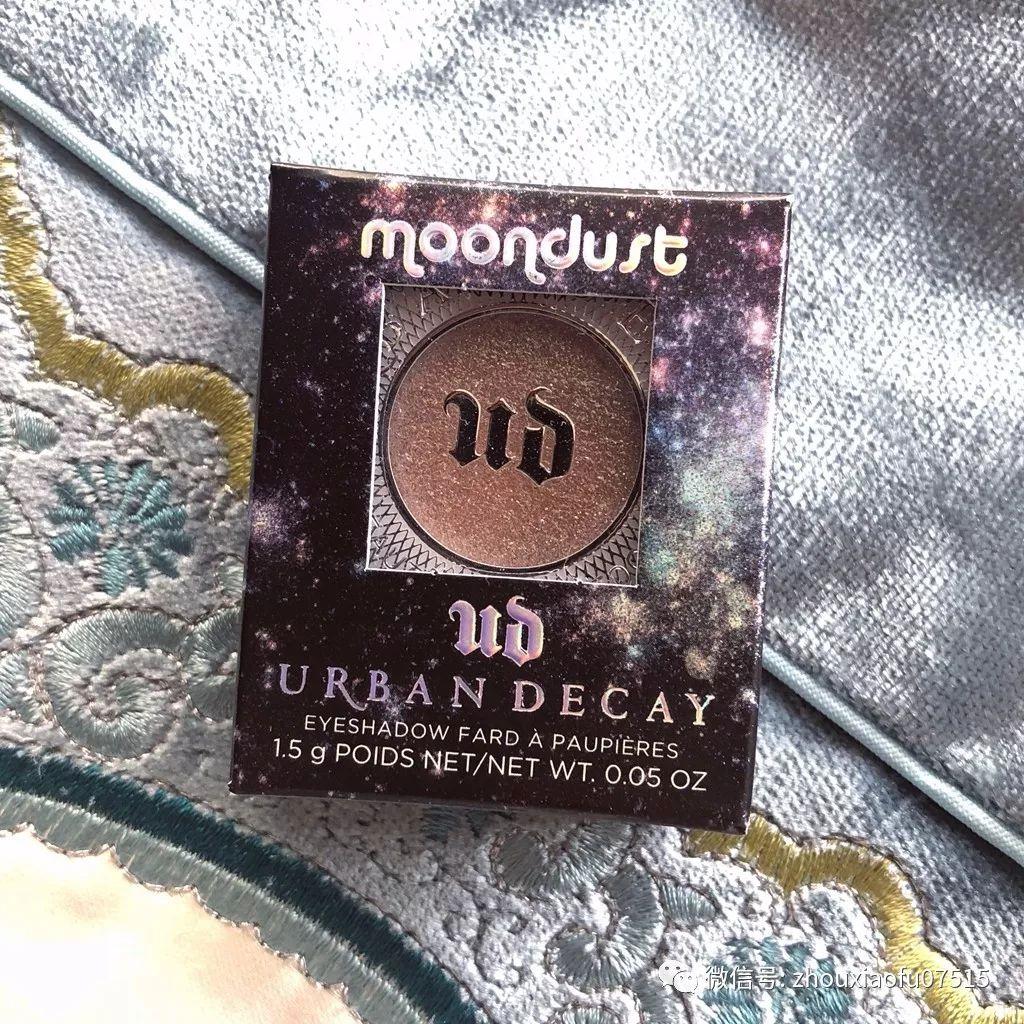 moondust
ud
ud
URBAN DECAY
EYESHADOW FARD À PAUPIÈRES
1.5 g POIDS NET/NET WT. 0.05 OZ
微信号: zhouxiaofu07515